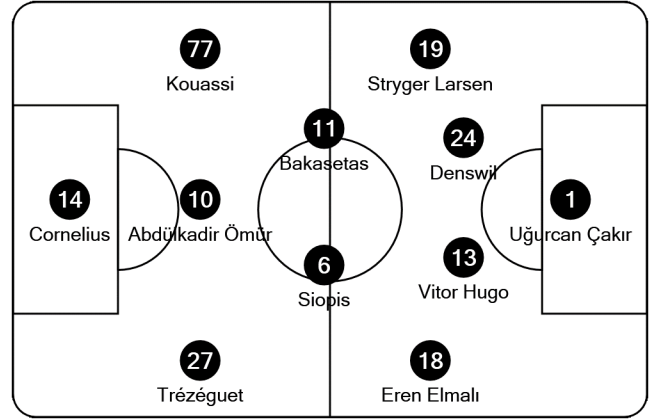 77
Kouassi
19
Stryger Larsen
11
Bakasetas
24
Denswil
14
Cornelius
10
Abdülkadir Ömür
1
Uğurcan Çakır
6
Siopis
13
Vitor Hugo
27
Trézéguet
18
Eren Elmalı